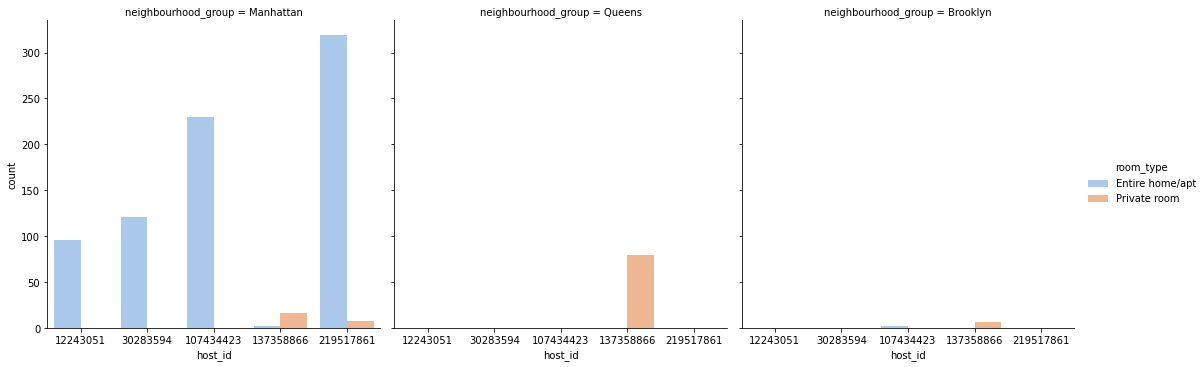 neighbourhood_group = Manhattan
neighbourhood_group = Queens
neighbourhood_group = Brooklyn
300
250
200
150
100
50
0
count
12243051 30283594 107434423 137358866 219517861
host_id
12243051 30283594 107434423 137358866 219517861
host_id
12243051 30283594 107434423 137358866 219517861
host_id
room_type
Entire home/apt
Private room